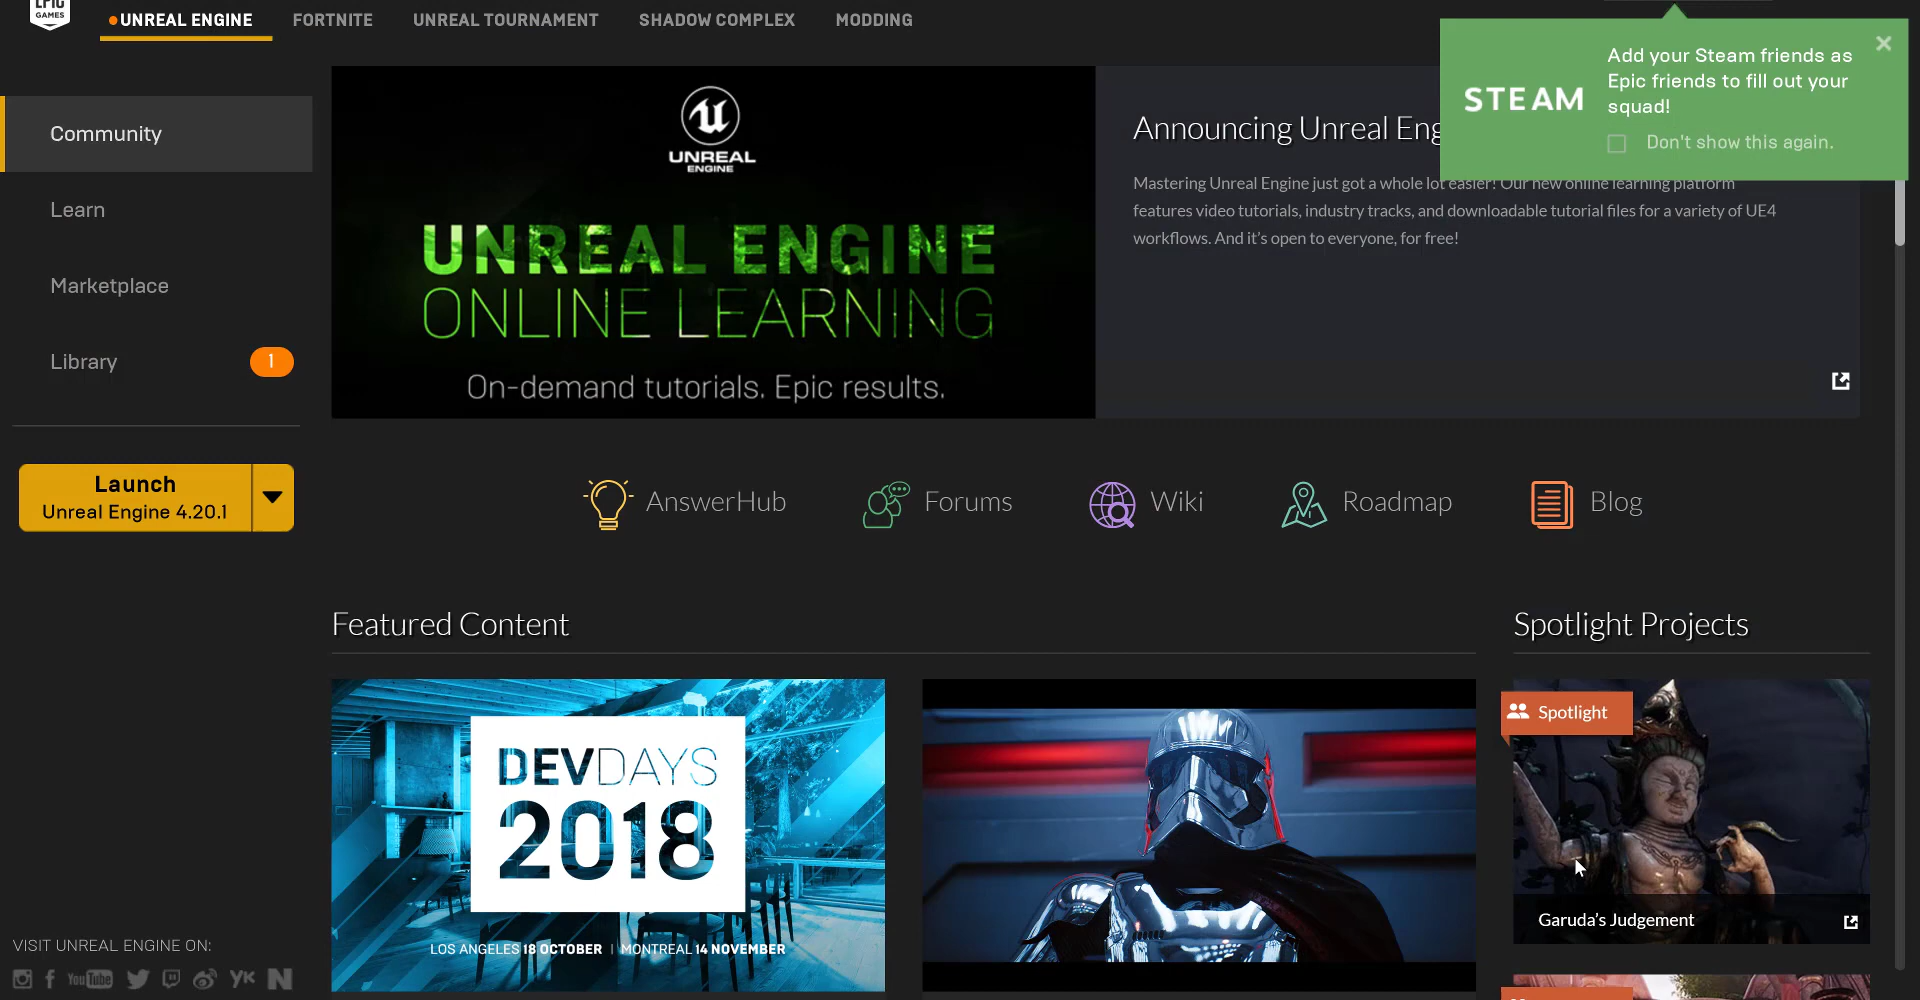 EPIC
GAMES
UNREAL ENGINE
FORTNITE
UNREAL TOURNAMENT
SHADOW COMPLEX
MODDING
Community
Learn
Marketplace
Library
1
Launch
Unreal Engine 4.20.1
UNREAL
ENGINE
UNREAL ENGINE
ONLINE LEARNING
On-demand tutorials. Epic results.
Announcing Unreal Eng
Mastering Unreal Engine just got a whole lot easier! Our new online learning platform
features video tutorials, industry tracks, and downloadable tutorial files for a variety of UE4
workflows. And it's open to everyone, for free!
STEAM
Add your Steam friends as
Epic friends to fill out your
squad!
Don't show this again.
AnswerHub
Forums
Wiki
Roadmap
Blog
Featured Content
Spotlight Projects
DEVDAYS
2018
LOS ANGELES 18 OCTOBER | MONTREAL 14 NOVEMBER
Spotlight
Garuda's Judgement
VISIT UNREAL ENGINE ON:
YouTube